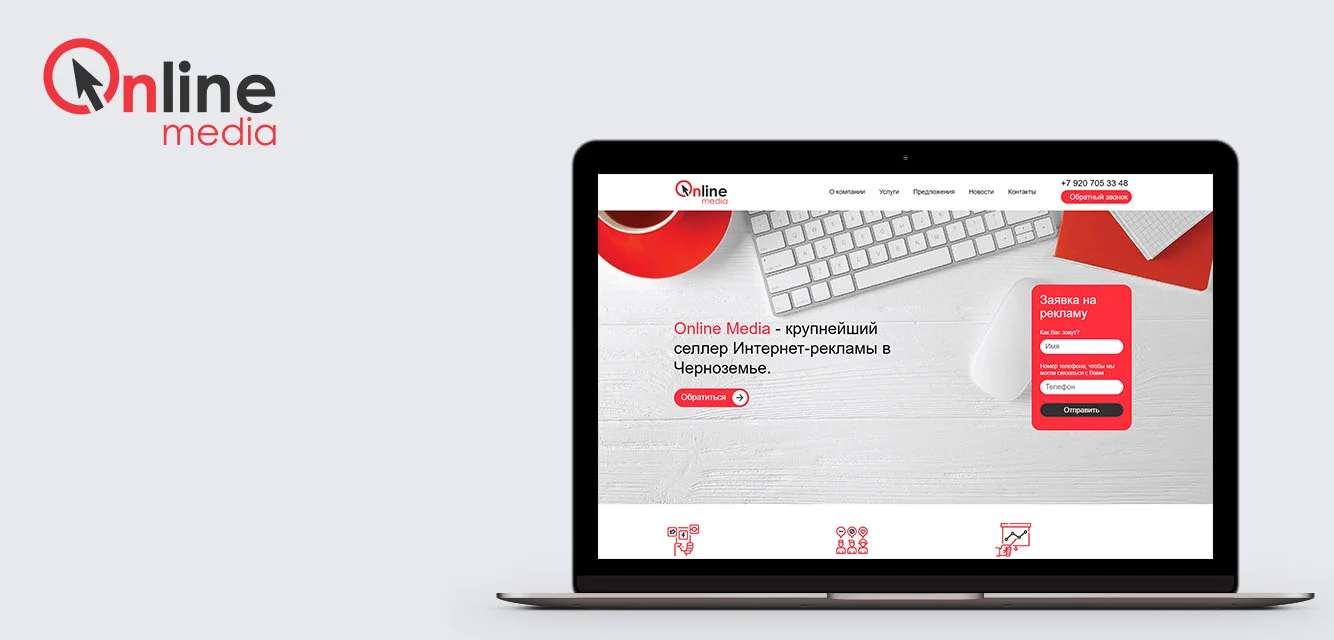 Online
media
Online
media
О компании
Услуги
Предложения
Новости
Контакты
+7 920 705 33 48
Обратный звонок
Online Media - крупнейший
селлер Интернет-рекламы в
Черноземье.
Обратиться
Заявка на
рекламу
Как Вас зовут?
Имя
Номер телефона, чтобы мы
могли связаться с Вами
Телефон
Отправить